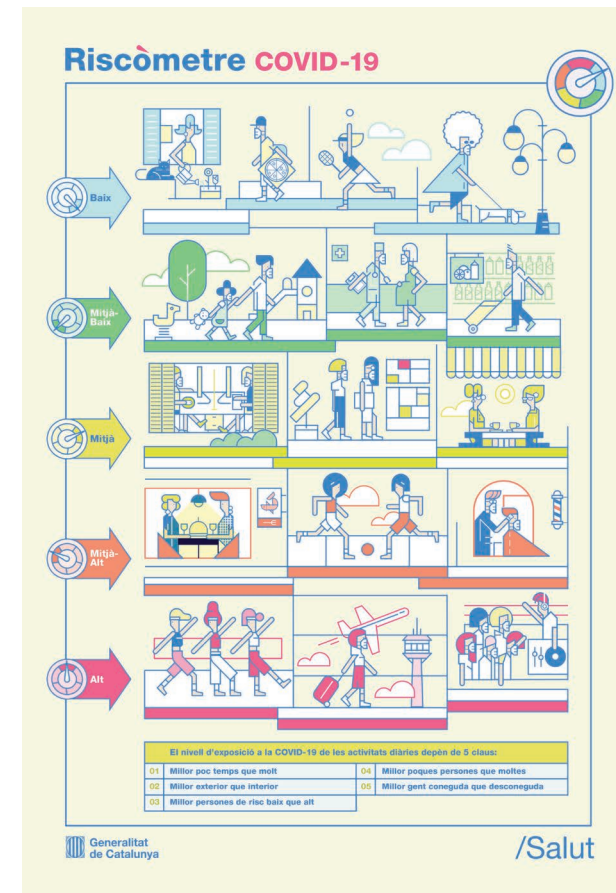 Riscòmetre COVID-19
Baix
Mitjà-
Baix
Mitjà
Mitjà-
Alt
Alt
El nivell d'exposició a la COVID-19 de les activitats diàries depèn de 5 claus:
01 Millor poc temps que molt
04 Millor poques persones que moltes
02 Millor exterior que interior
05 Millor gent coneguda que desconeguda
03 Millor persones de risc baix que alt
Generalitat
de Catalunya
/Salut